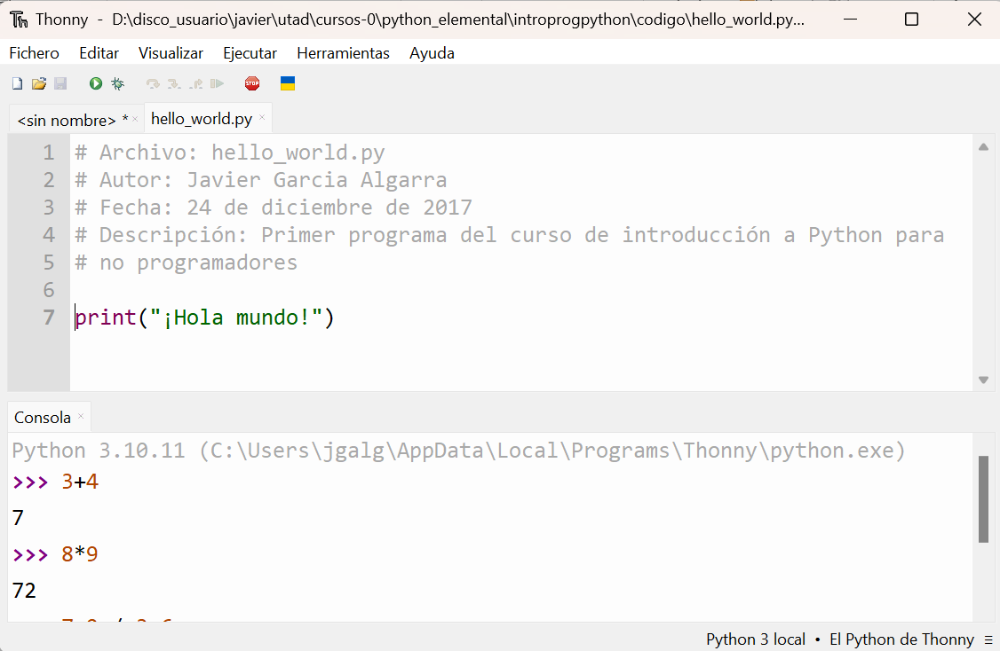 Thonny - D:\disco_usuario\javier\utad\cursos-0\python_elemental\introprogpython\codigo\hello_world.py...
Fichero Editar Visualizar Ejecutar Herramientas Ayuda
STOP
<sin nombre> * × hello_world.py ×
1 # Archivo: hello_world.py
2 # Autor: Javier Garcia Algarra
3 # Fecha: 24 de diciembre de 2017
4 # Descripción: Primer programa del curso de introducción a Python para
5 # no programadores
6
7 print("¡Hola mundo!")
Consola ×
Python 3.10.11 (C:\Users\jgalg\AppData\Local\Programs\Thonny\python.exe)
>>> 3+4
7
>>> 8*9
72
Python 3 local • El Python de Thonny ≡